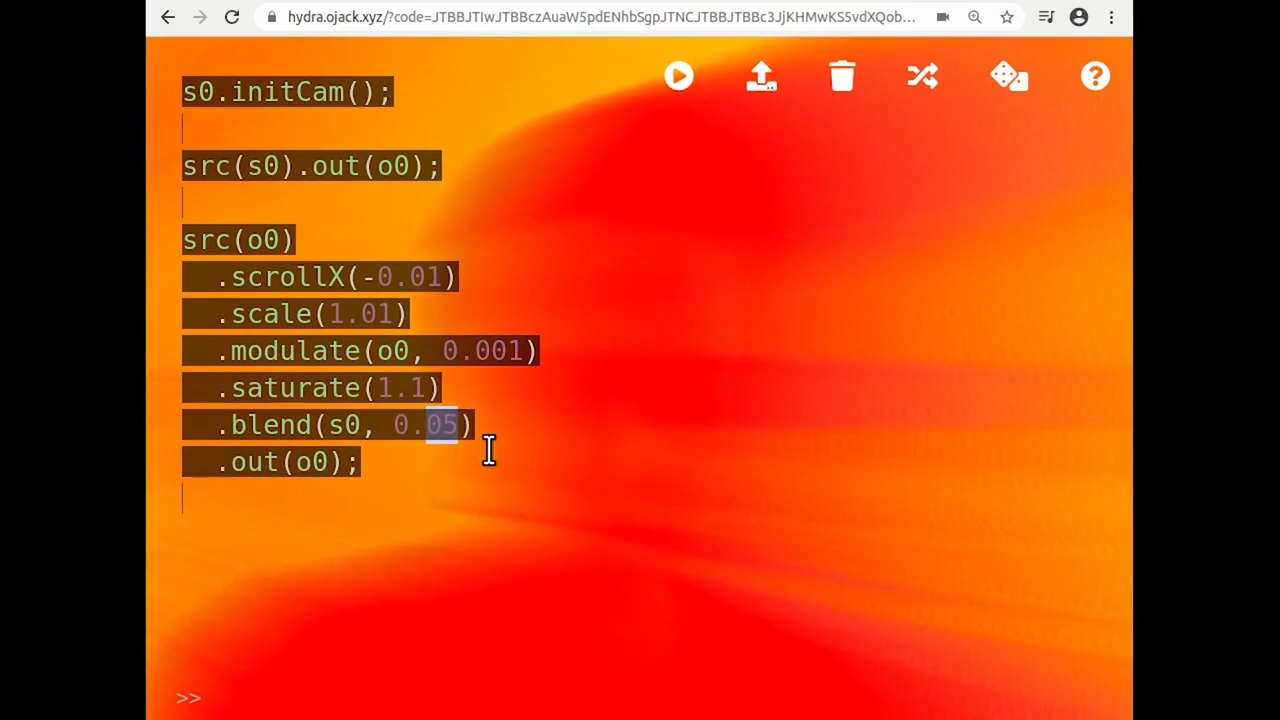 hydra.ojack.xyz/?code=JTBBJTIwJTBBczAuaW5pdENhbSgpJTNCJTBBJTBBc3JjKHMwKS5vdXQob...
s0.initCam();
src(s0).out(o0);
src(o0)
.scrollX(-0.01)
.scale(1.01)
.modulate(o0, 0.001)
.saturate(1.1)
.blend(s0, 0.05)
.out(o0);
>>